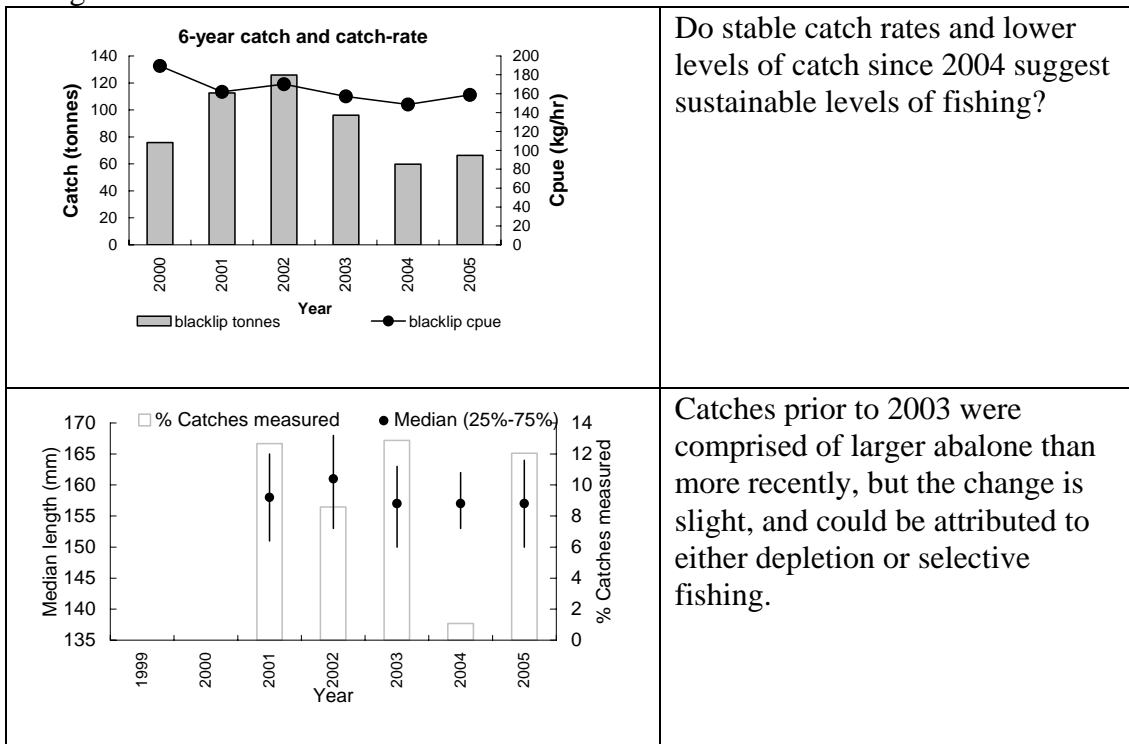 6-year catch and catch-rate
140
120
100
80
60
40
20
0
Catch (tonnes)
200
180
160
140
120
100
80
60
40
20
0
Cpue (kg/hr)
2000
2001
2002
2003
2004
2005
Year
blacklip tonnes
blacklip cpue
Do stable catch rates and lower
levels of catch since 2004 suggest
sustainable levels of fishing?
% Catches measured
Median (25%-75%)
170
165
160
155
150
145
140
135
Median length (mm)
14
12
10
8
6
4
2
0
% Catches measured
1999
2000
2001
2002
2003
2004
2005
Year
Catches prior to 2003 were
comprised of larger abalone than
more recently, but the change is
slight, and could be attributed to
either depletion or selective
fishing.